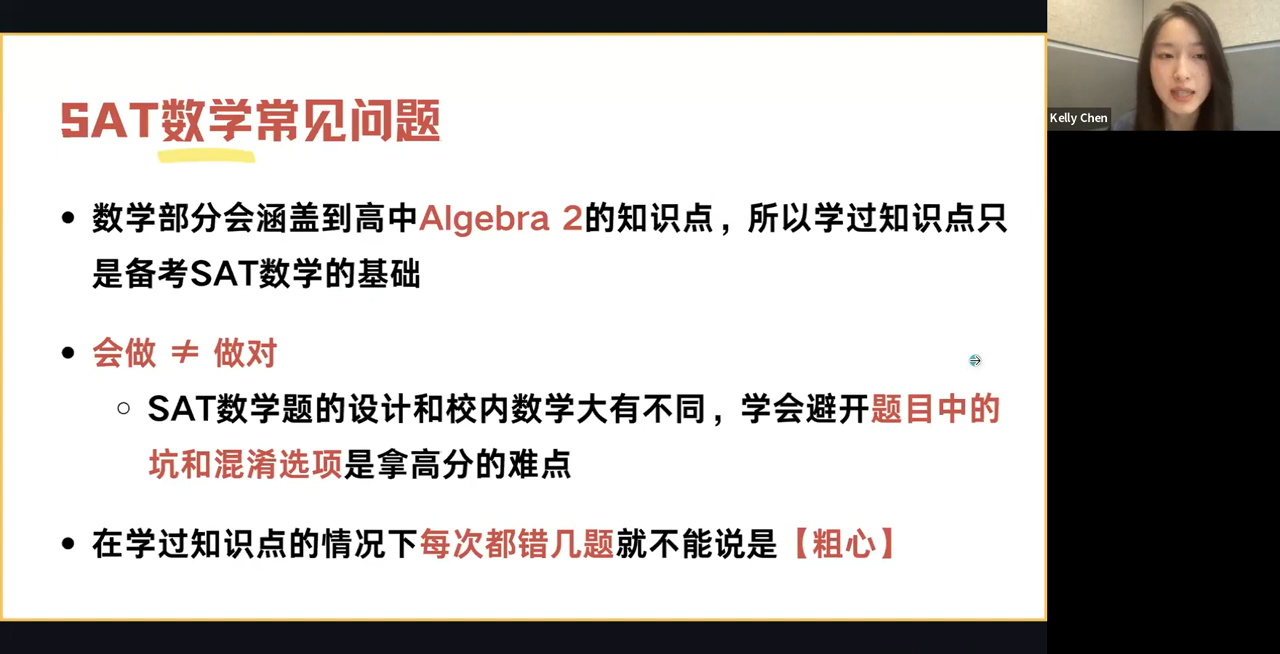 SAT数学常见问题
数学部分会涵盖到高中Algebra 2的知识点，所以学过知识点只
是备考SAT数学的基础
会做 ≠ 做对
SAT数学题的设计和校内数学大有不同，学会避开题目中的
坑和混淆选项是拿高分的难点
在学过知识点的情况下每次都错几题就不能说是【粗心】
Kelly Chen